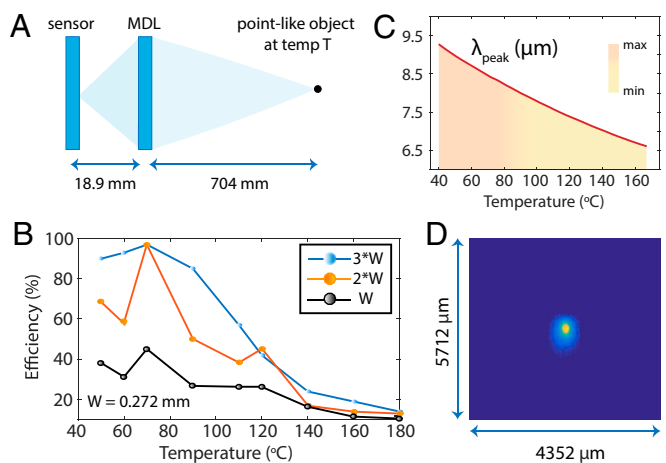 A
sensor
MDL
point-like object
at temp T
18.9 mm
704 mm
C
λpeak (μm)
max
min
9.5
8.5
7.5
6.5
40 60 80 100 120 140 160
Temperature (°C)
B
100
80
60
40
20
Efficiency (%)
3*W
2*W
W
W = 0.272 mm
40 60 80 100 120 140 160 180
Temperature (°C)
D
5712 μm
4352 μm